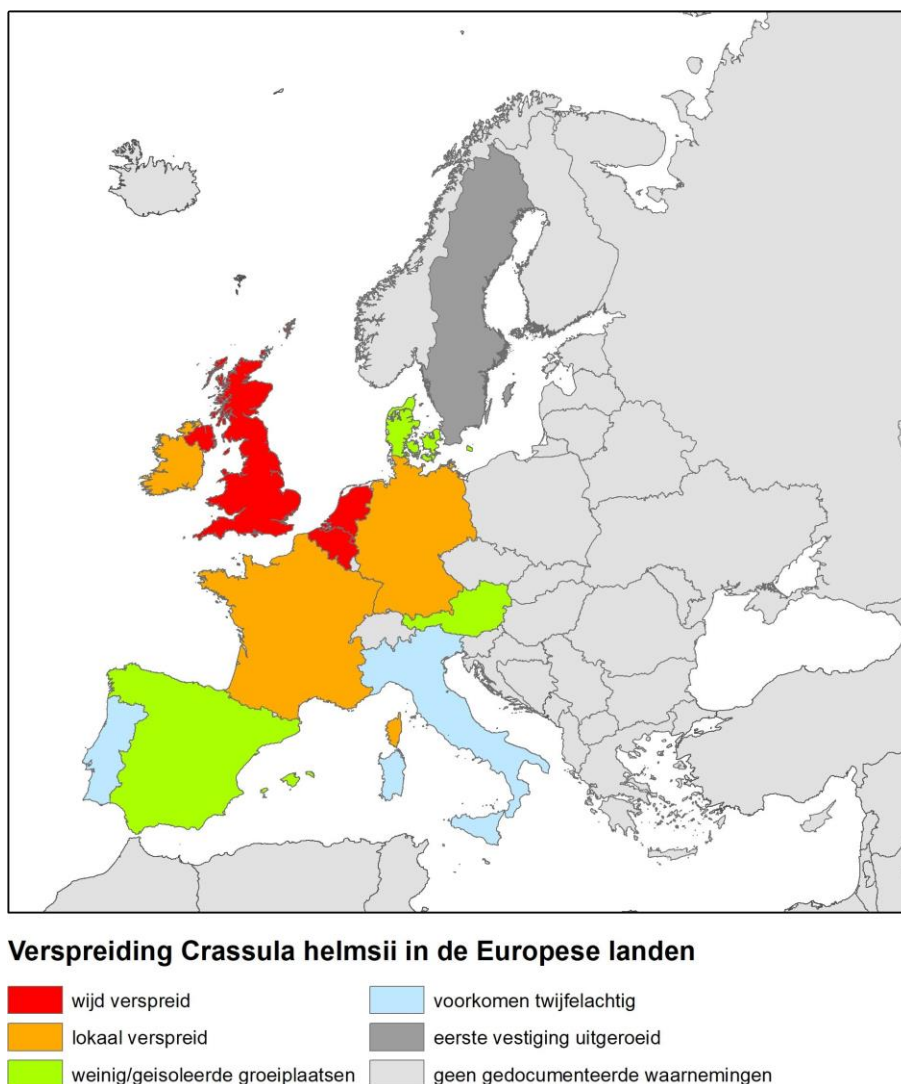 Verspreiding Crassula helmsii in de Europese landen
wijd verspreid
lokaal verspreid
weinig/geisoleerde groeiplaatsen
voorkomen twijfelachtig
eerste vestiging uitgeroeid
geen gedocumenteerde waarnemingen